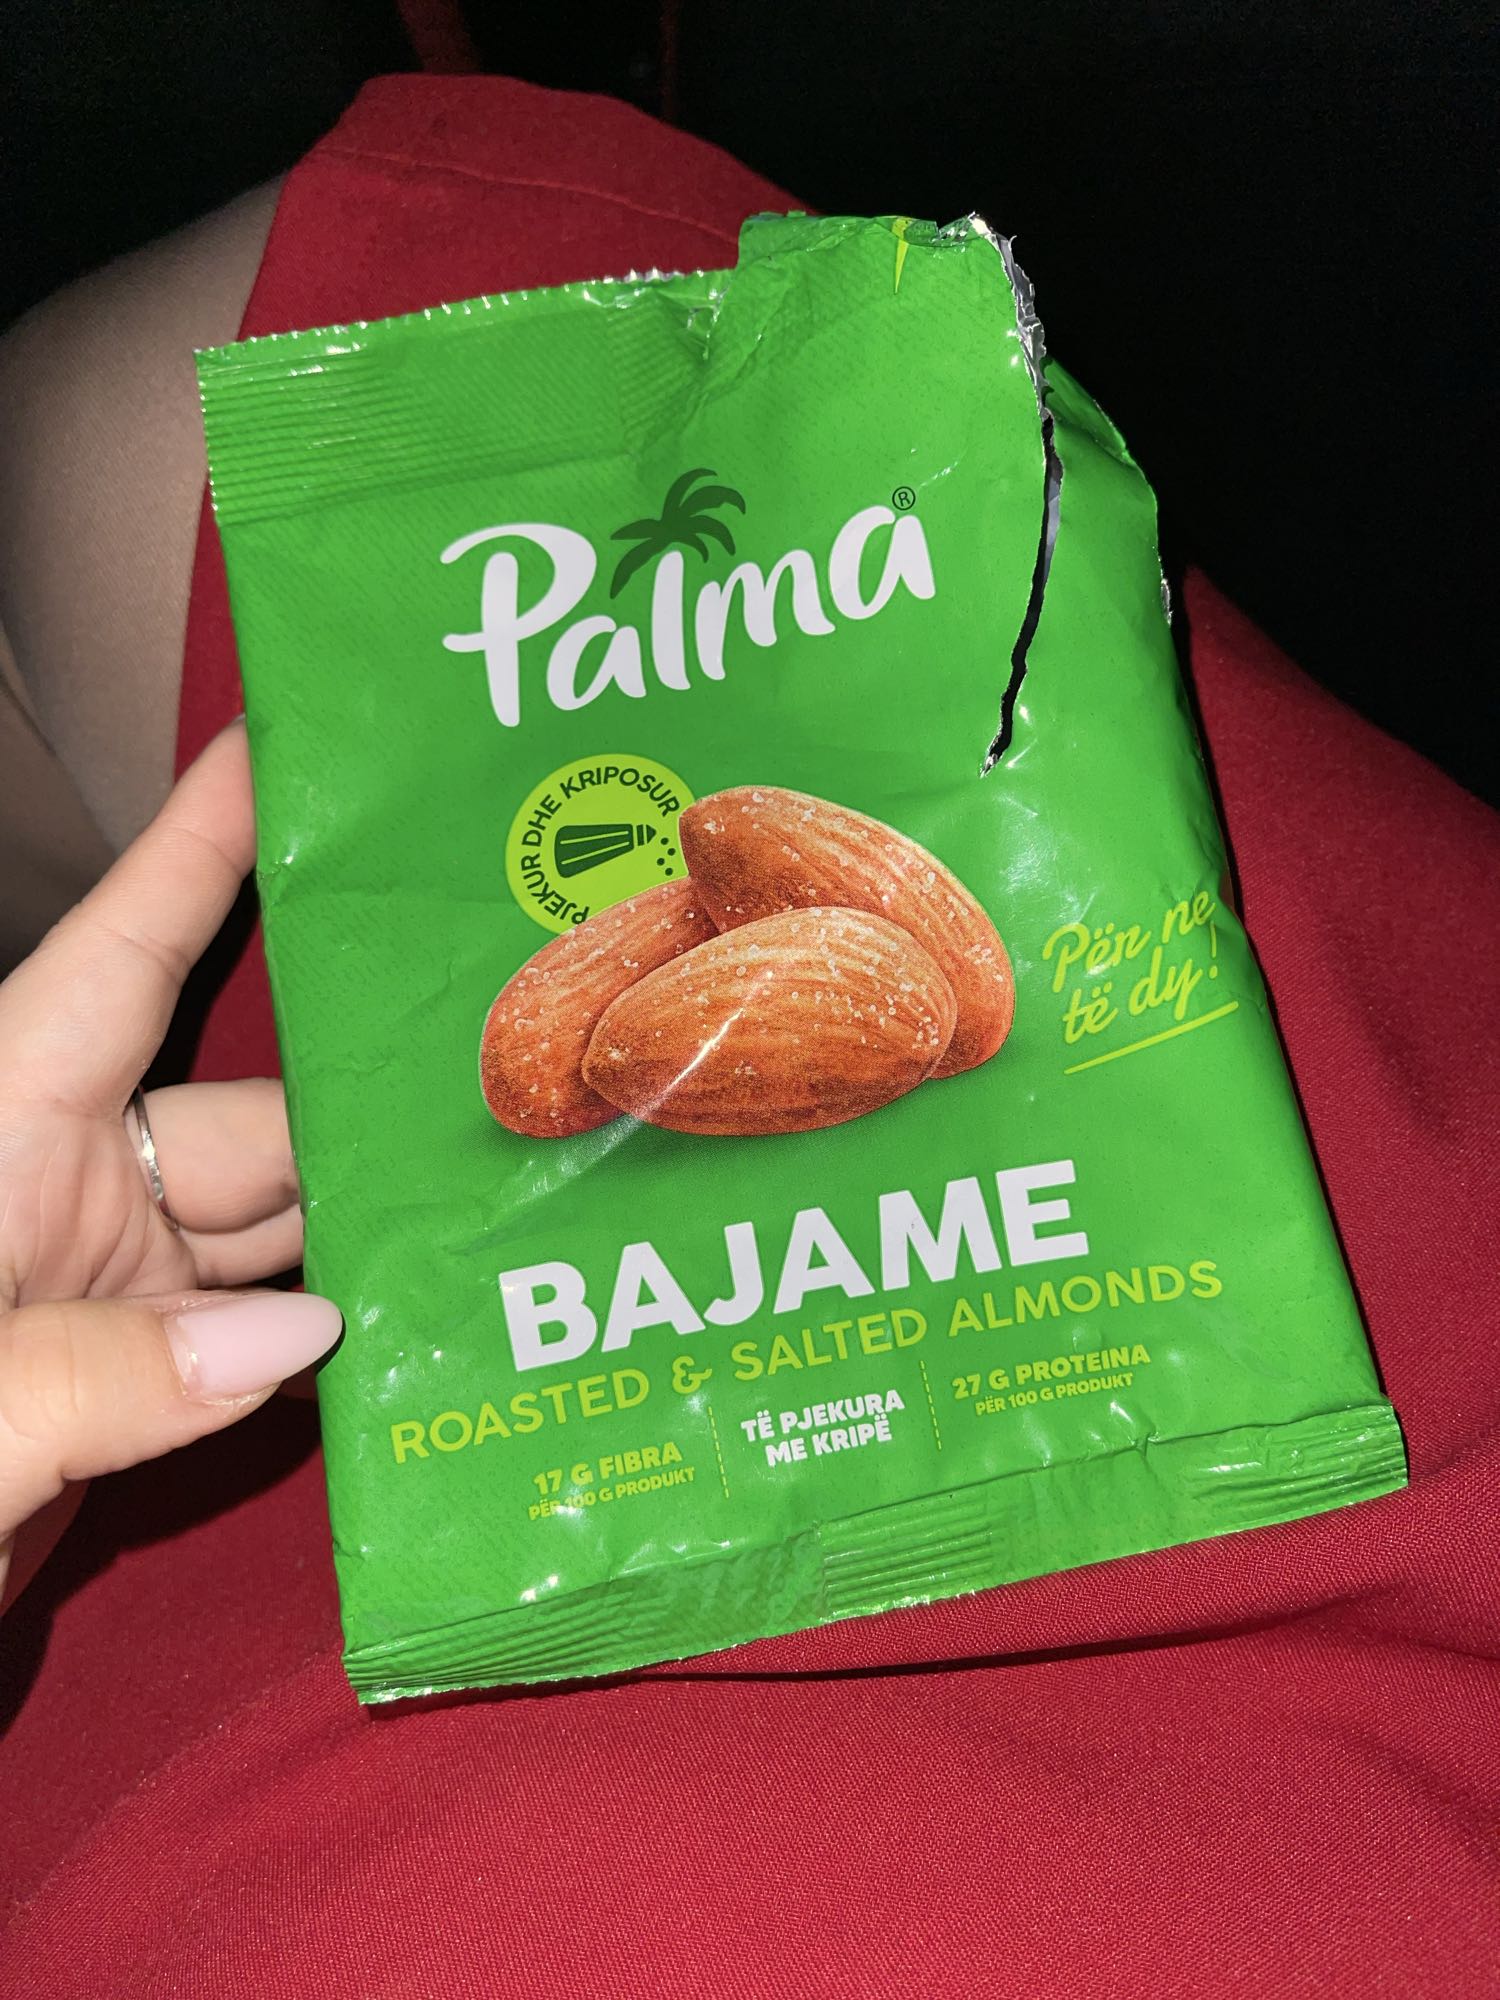 Palma®
PJEKUR DHE KRIPOSUR
Për ne
të dy!
BAJAME
ROASTED & SALTED ALMONDS
17 G FIBRA
PËR 100 G PRODUKT
TË PJEKURA
ME KRIPË
27 G PROTEINA
PËR 100 G PRODUKT